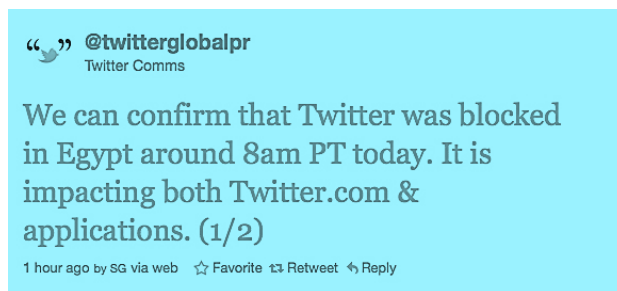 @twitterglobalpr
Twitter Comms
We can confirm that Twitter was blocked
in Egypt around 8am PT today. It is
impacting both Twitter.com &
applications. (1/2)
1 hour ago by SG via web Favorite Retweet Reply